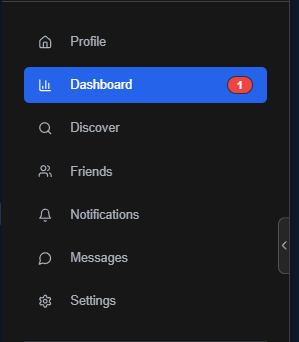 Profile
Dashboard 1
Discover
Friends
Notifications
Messages
Settings